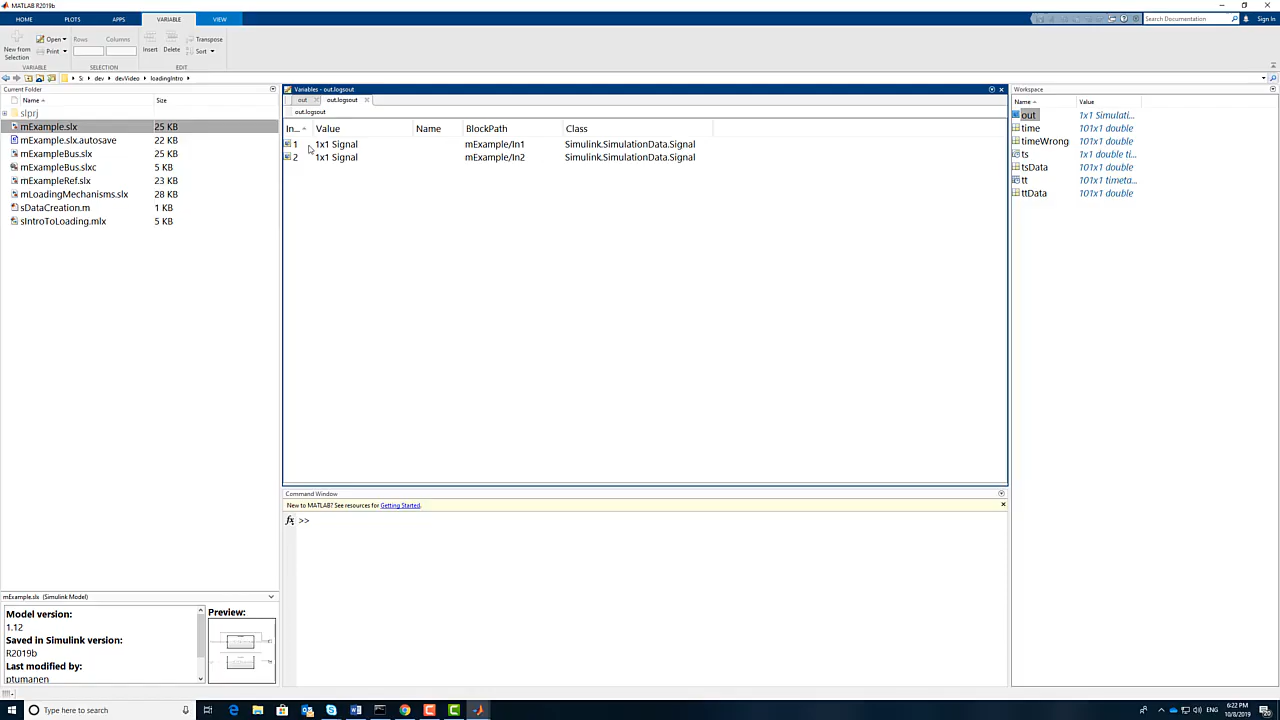 MATLAB R2019b
HOME PLOTS APPS VARIABLE VIEW
Search Documentation Sign In
New from Selection
Open
Print
Rows Columns
Insert Delete
Transpose
Sort
VARIABLE SELECTION EDIT
S: dev devVideo loadingIntro
Current Folder
Name Size
slprj
mExample.slx 25 KB
mExample.slx.autosave 22 KB
mExampleBus.slx 25 KB
mExampleBus.slxc 5 KB
mExampleRef.slx 23 KB
mLoadingMechanisms.slx 28 KB
sDataCreation.m 1 KB
sIntroToLoading.mlx 5 KB
Variables - out.logsout
out out.logsout
out.logsout
In... Value Name BlockPath Class
1 1x1 Signal mExample/In1 Simulink.SimulationData.Signal
2 1x1 Signal mExample/In2 Simulink.SimulationData.Signal
Workspace
Name Value
out 1x1 Simulati...
time 101x1 double
timeWrong 101x1 double
ts 1x1 double ti...
tsData 101x1 double
tt 101x1 timeta...
ttData 101x1 double
Command Window
New to MATLAB? See resources for Getting Started.
fx >>
mExample.slx (Simulink Model)
Model version:
1.12
Saved in Simulink version:
R2019b
Last modified by:
ptumanen
Preview:
Type here to search
ENG
6:22 PM
10/8/2019